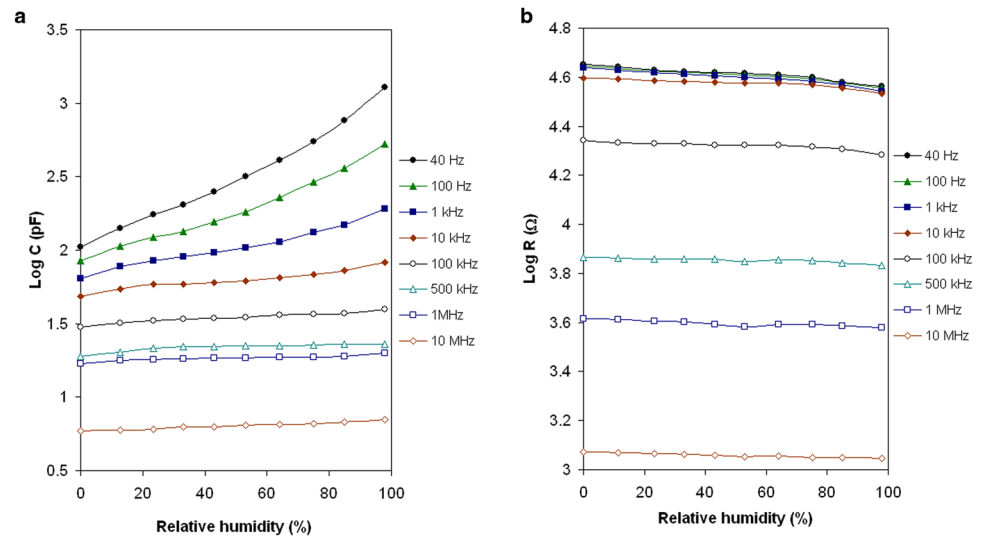 a
3.5
3
2.5
2
1.5
1
0.5
Log C (pF)
0 20 40 60 80 100
Relative humidity (%)
40 Hz
100 Hz
1 kHz
10 kHz
100 kHz
500 kHz
1MHz
10 MHz
b
4.8
4.6
4.4
4.2
4
3.8
3.6
3.4
3.2
3
Log R (Ω)
0 20 40 60 80 100
Relative humidity (%)
40 Hz
100 Hz
1 kHz
10 kHz
100 kHz
500 kHz
1 MHz
10 MHz